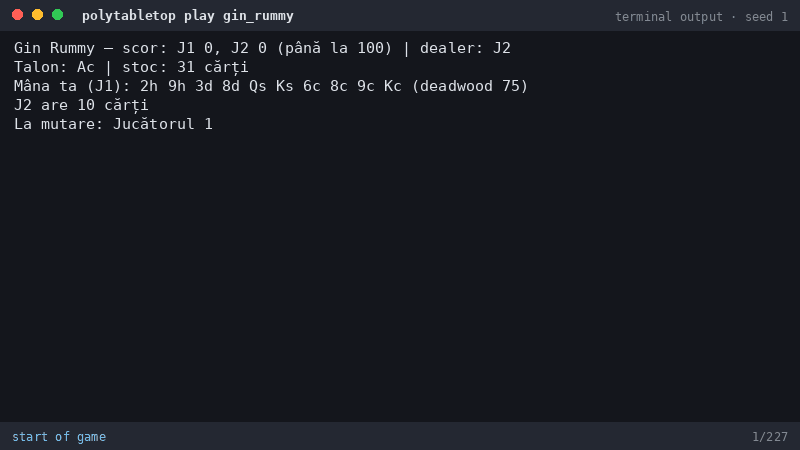 polytabletop play gin_rummy
terminal output · seed 1
Gin Rummy — scor: J1 0, J2 0 (până la 100) | dealer: J2
Talon: Ac | stoc: 31 cărți
Mâna ta (J1): 2h 9h 3d 8d Qs Ks 6c 8c 9c Kc (deadwood 75)
J2 are 10 cărți
La mutare: Jucătorul 1
start of game
1/227